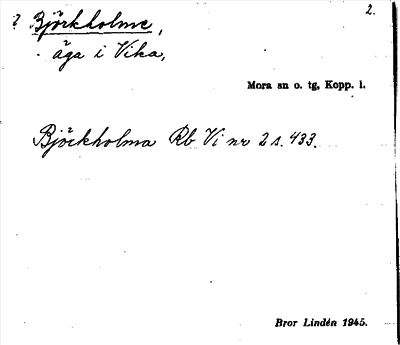 ? Björkholme, 2.
äga i Vika,
Mora sn o. tg, Kopp. l.
Björkholma Rb Vi nr 2 s. 433.
Bror Lindén 1945.